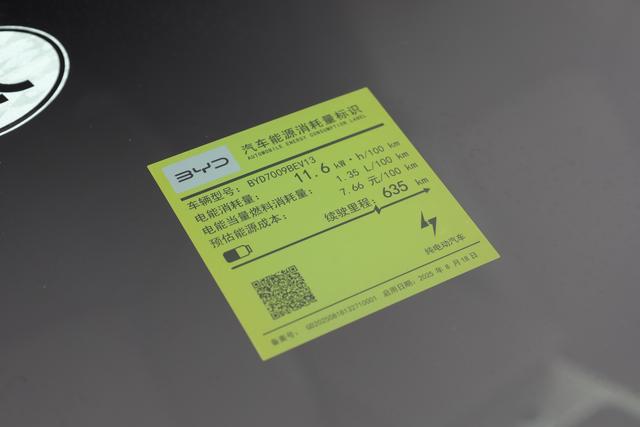 BYD
汽车能源消耗量标识
AUTOMOBILE ENERGY CONSUMPTION LABEL
车辆型号: BYD7009BEV13
电能消耗量: 11.6 kW·h/100 km
电能当量燃料消耗量: 1.35 L/100 km
预估能源成本: 7.66 元/100 km
续驶里程: 635 km
纯电动汽车
备案号: GD20250818132710001 启用日期: 2025 年 8 月 18 日